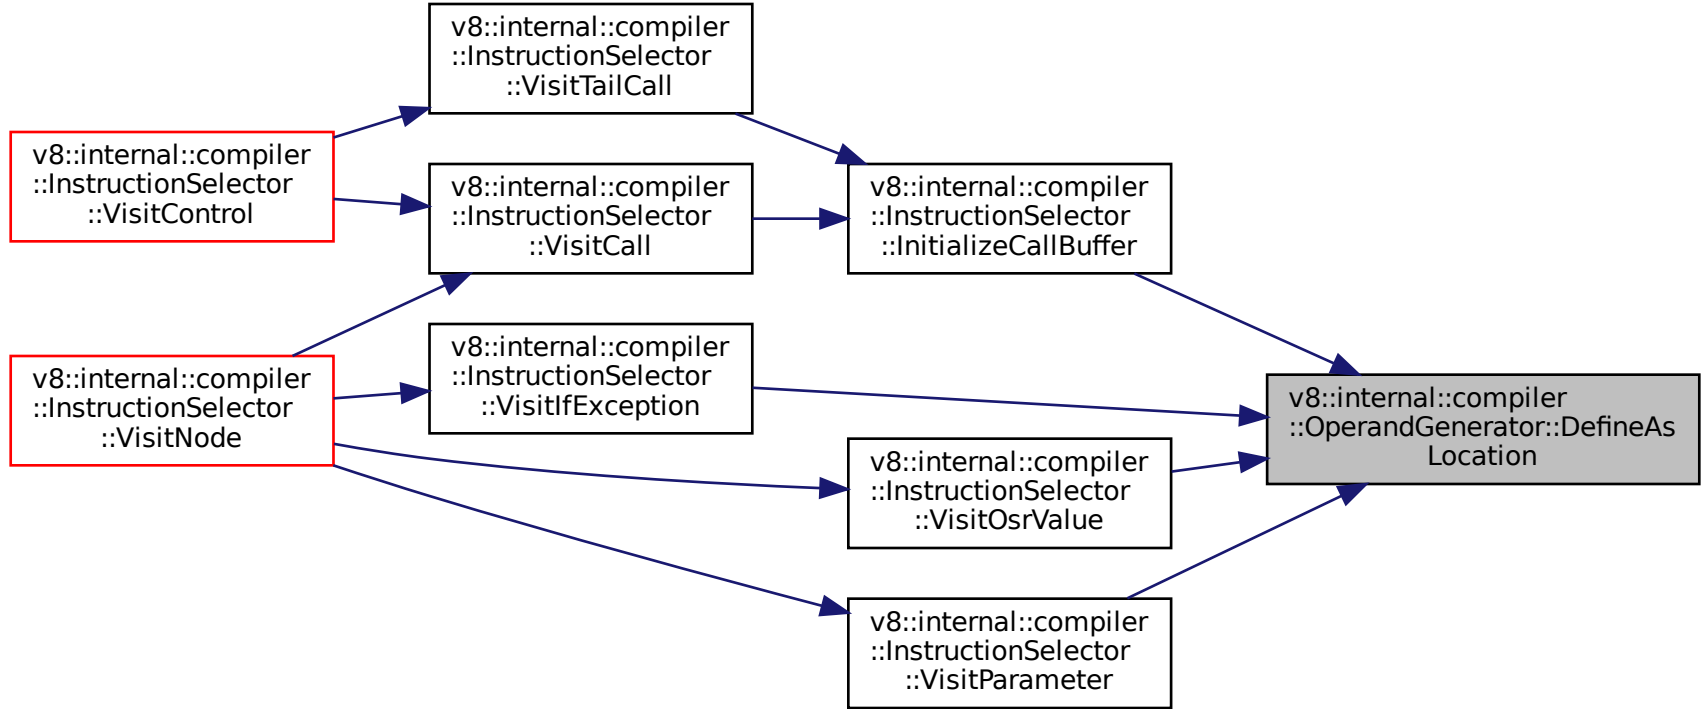 v8::internal::compiler
::InstructionSelector
::VisitTailCall
v8::internal::compiler
::InstructionSelector
::VisitControl
v8::internal::compiler
::InstructionSelector
::VisitCall
v8::internal::compiler
::InstructionSelector
::InitializeCallBuffer
v8::internal::compiler
::InstructionSelector
::VisitIfException
v8::internal::compiler
::InstructionSelector
::VisitNode
v8::internal::compiler
::OperandGenerator::DefineAs
Location
v8::internal::compiler
::InstructionSelector
::VisitOsrValue
v8::internal::compiler
::InstructionSelector
::VisitParameter